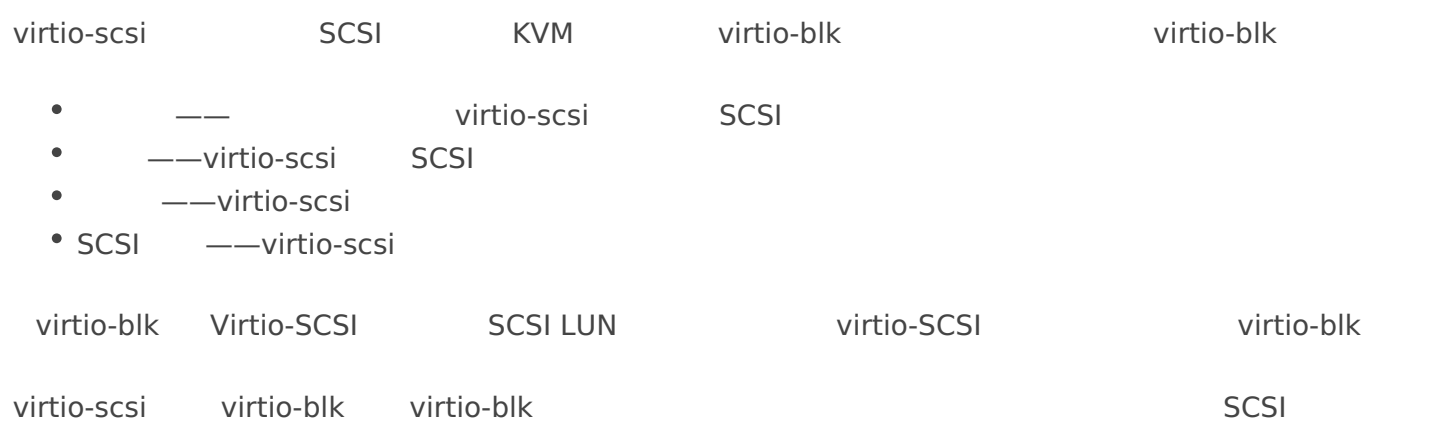 virtio-scsi SCSI KVM virtio-blk virtio-blk
• —— virtio-scsi SCSI
• ——virtio-scsi SCSI
• ——virtio-scsi
• SCSI ——virtio-scsi
virtio-blk Virtio-SCSI SCSI LUN virtio-SCSI virtio-blk
virtio-scsi virtio-blk virtio-blk SCSI